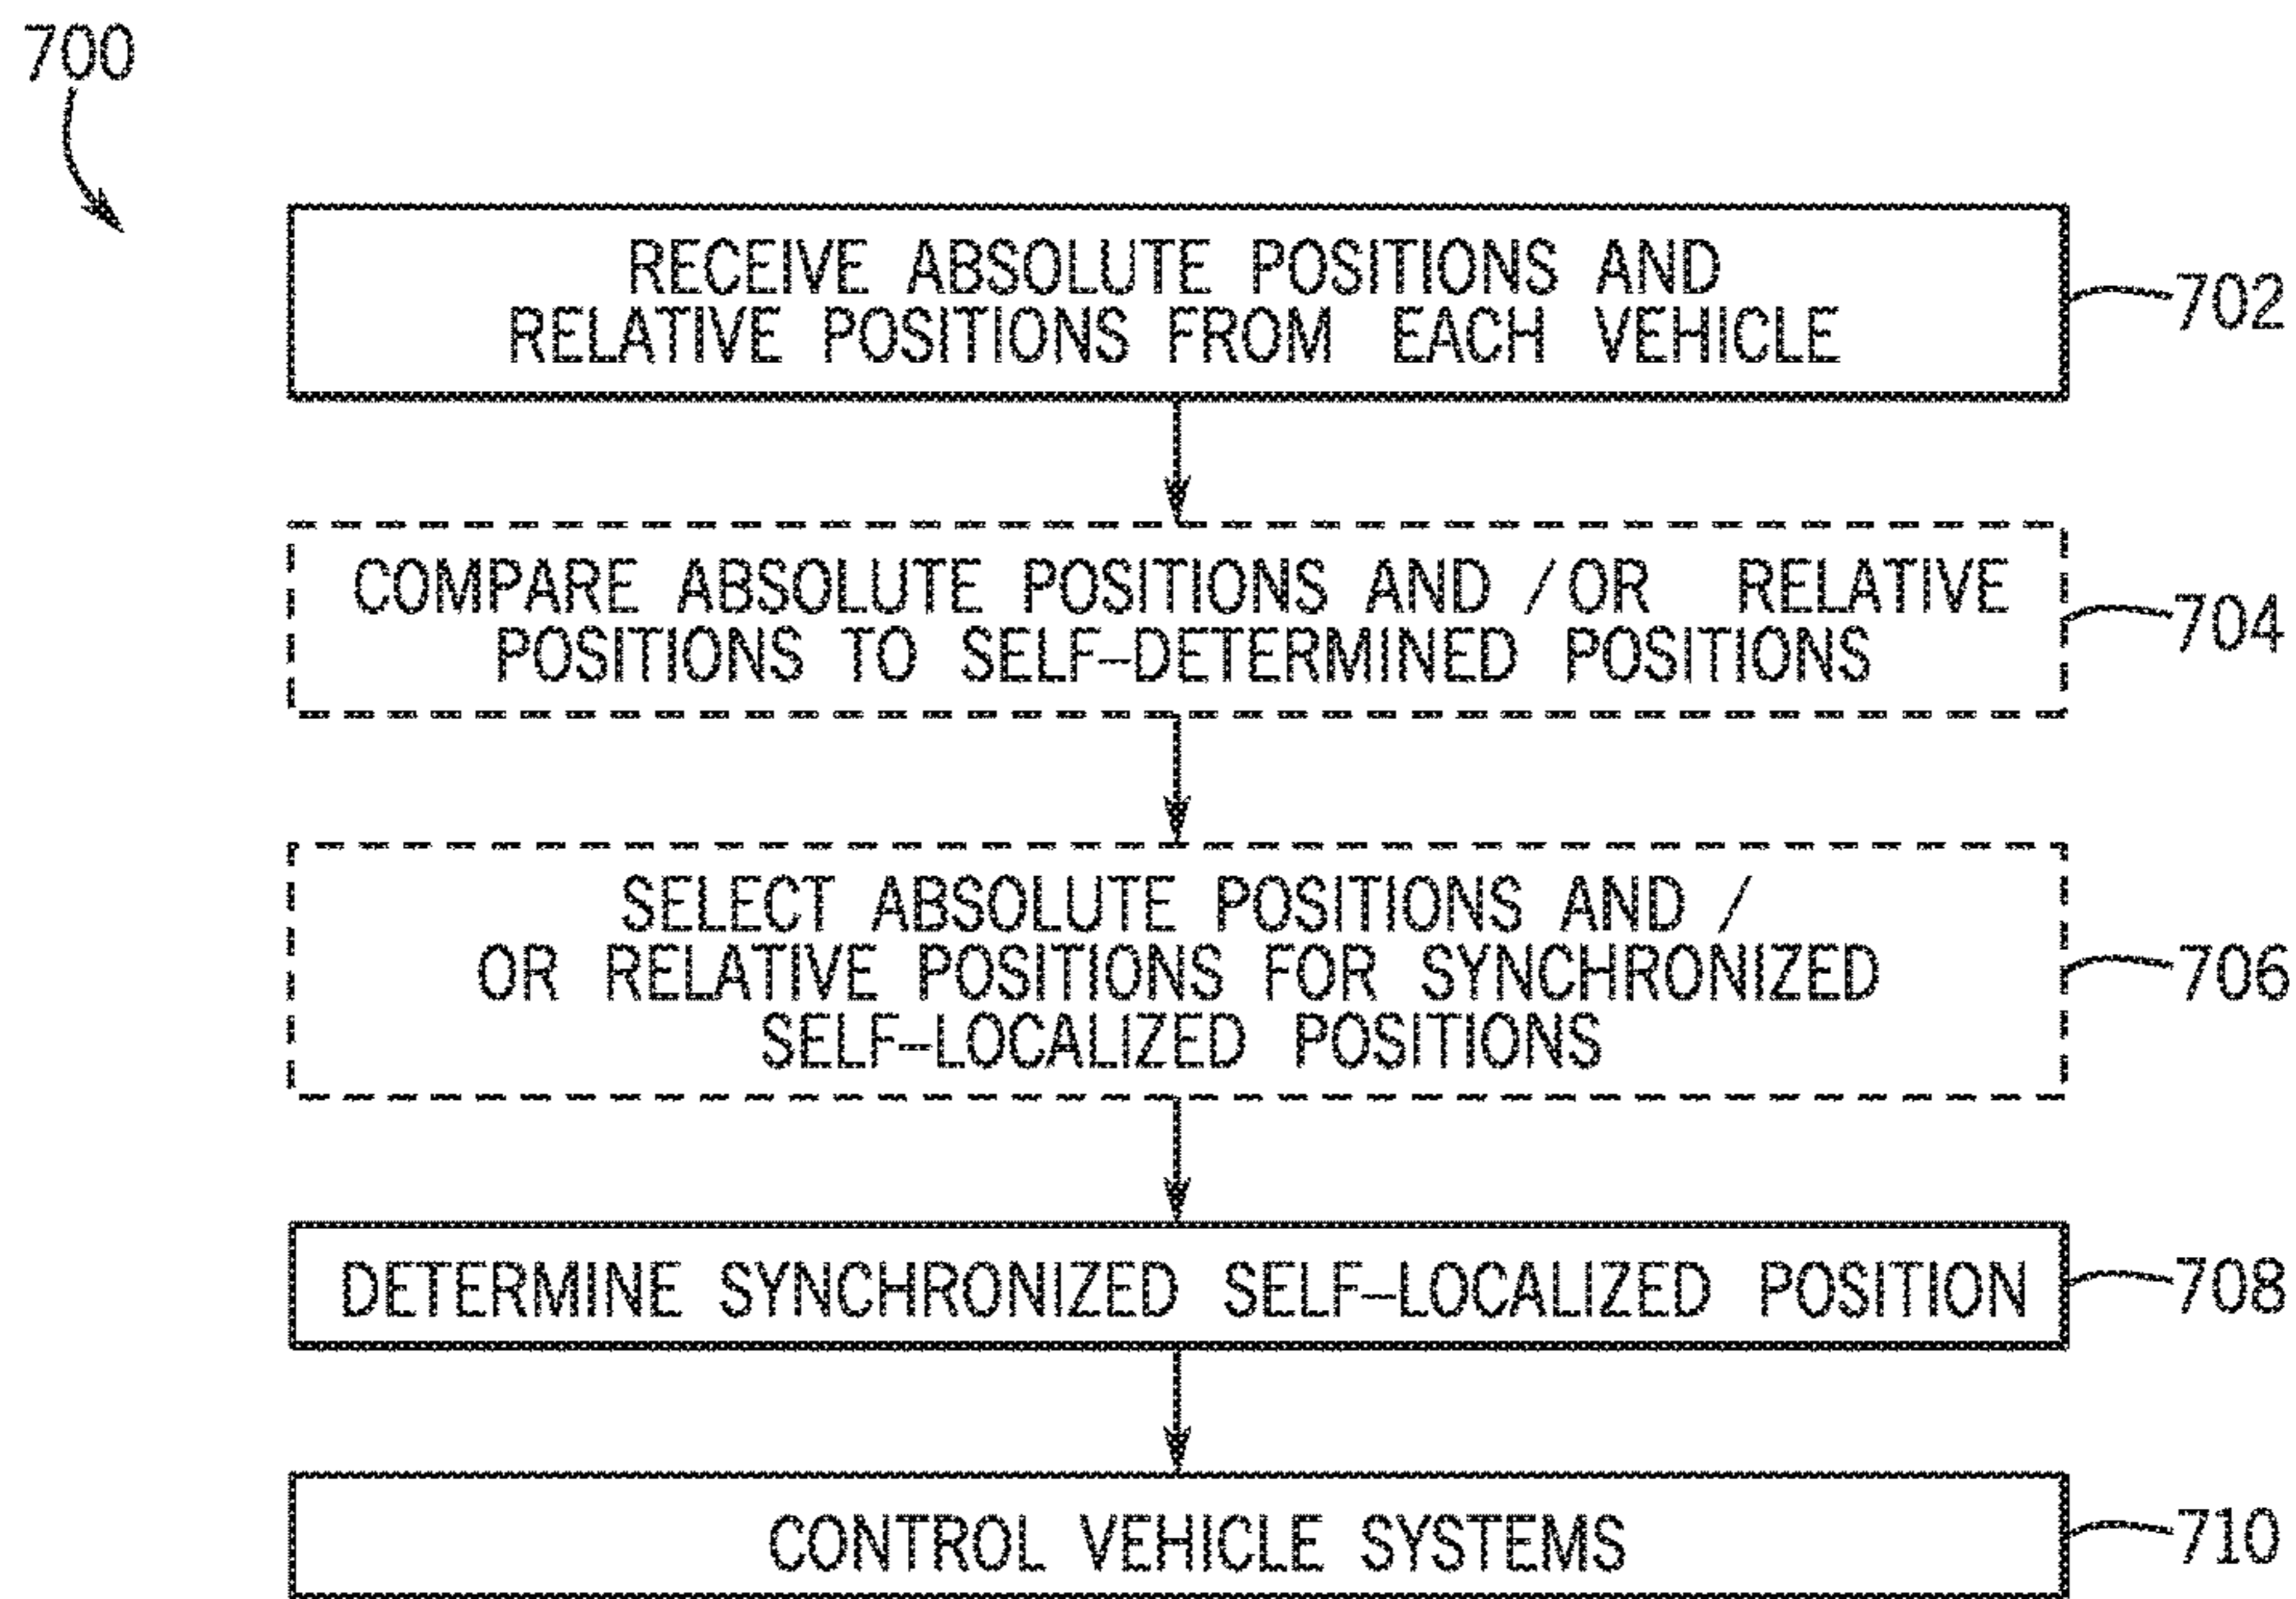 700
RECEIVE ABSOLUTE POSITIONS AND
RELATIVE POSITIONS FROM EACH VEHICLE
702
COMPARE ABSOLUTE POSITIONS AND /OR RELATIVE
POSITIONS TO SELF-DETERMINED POSITIONS
704
SELECT ABSOLUTE POSITIONS AND /
OR RELATIVE POSITIONS FOR SYNCHRONIZED
SELF-LOCALIZED POSITIONS
706
DETERMINE SYNCHRONIZED SELF-LOCALIZED POSITION
708
CONTROL VEHICLE SYSTEMS
710